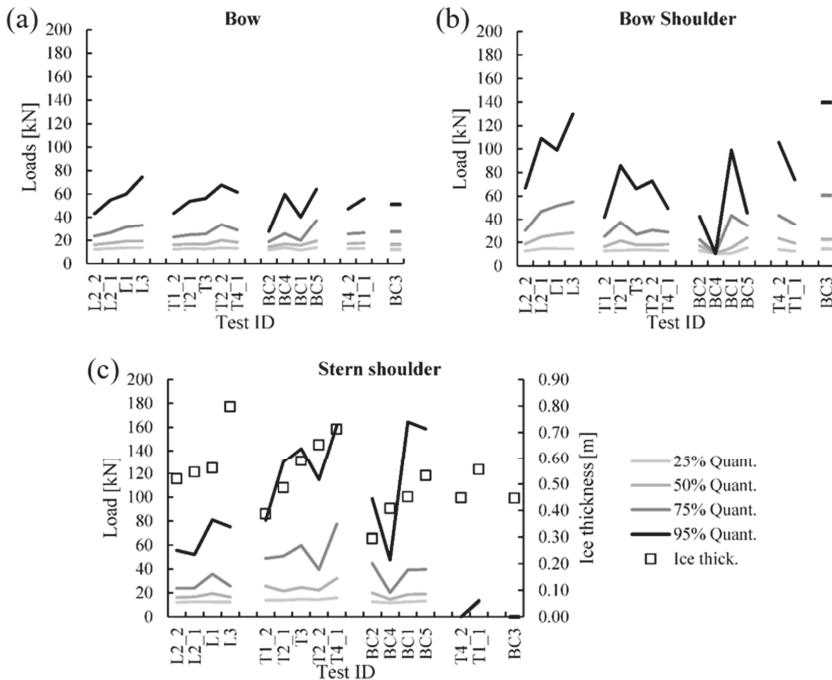 (a) Bow
200
180
160
140
120
100
80
60
40
20
0
Loads [kN]
L2_2 L2_1 L1 L3 T1_2 T2_1 T3 T2_2 T4_1 BC2 BC4 BC1 BC5 T4_2 T1_1 BC3
Test ID
(b) Bow Shoulder
200
180
160
140
120
100
80
60
40
20
0
Loads [kN]
L2_2 L2_1 L1 L3 T1_2 T2_1 T3 T2_2 T4_1 BC2 BC4 BC1 BC5 T4_2 T1_1 BC3
Test ID
(c) Stern shoulder
200
180
160
140
120
100
80
60
40
20
0
Load [kN]
0.90
0.80
0.70
0.60
0.50
0.40
0.30
0.20
0.10
0.00
Ice thickness [m]
L2_2 L2_1 L1 L3 T1_2 T2_1 T3 T2_2 T4_1 BC2 BC4 BC1 BC5 T4_2 T1_1 BC3
Test ID
25% Quant.
50% Quant.
75% Quant.
95% Quant.
Ice thick.